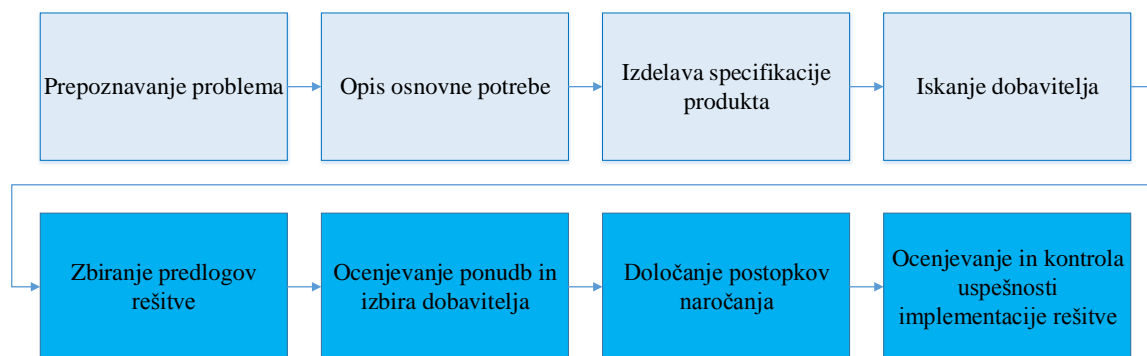 Prepoznavanje problema
Opis osnovne potrebe
Izdelava specifikacije
produkta
Iskanje dobavitelja
Zbiranje predlogov
rešitve
Ocenjevanje ponudb in
izbira dobavitelja
Določanje postopkov
naročanja
Ocenjevanje in kontrola
uspešnosti
implementacije rešitve